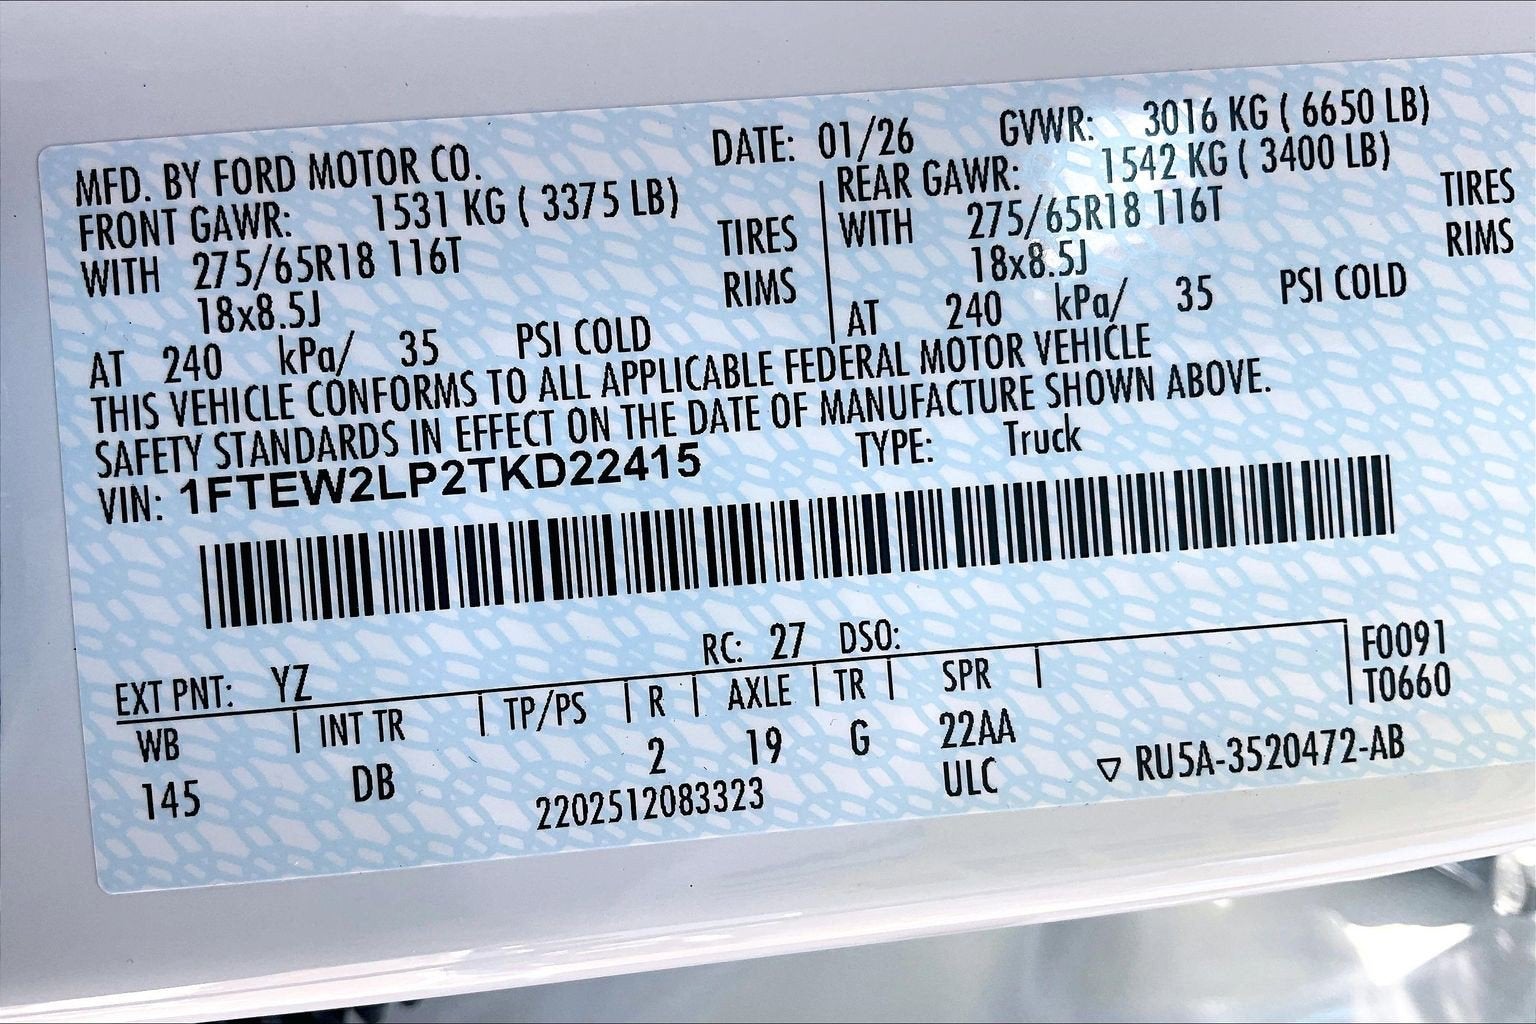 MFD. BY FORD MOTOR CO. DATE: 01/26 GVWR: 3016 KG ( 6650 LB)
FRONT GAWR: 1531 KG ( 3375 LB) REAR GAWR: 1542 KG ( 3400 LB)
WITH 275/65R18 116T TIRES WITH 275/65R18 116T TIRES
18x8.5J RIMS 18x8.5J RIMS
AT 240 kPa/ 35 PSI COLD AT 240 kPa/ 35 PSI COLD
THIS VEHICLE CONFORMS TO ALL APPLICABLE FEDERAL MOTOR VEHICLE
SAFETY STANDARDS IN EFFECT ON THE DATE OF MANUFACTURE SHOWN ABOVE.
VIN: 1FTEW2LP2TKD22415 TYPE: Truck
EXT PNT: YZ RC: 27 DSO: F0091
WB INT TR TP/PS R AXLE TR SPR T0660
145 DB 2 19 G 22AA
2202512083323 ULC ▽ RU5A-3520472-AB